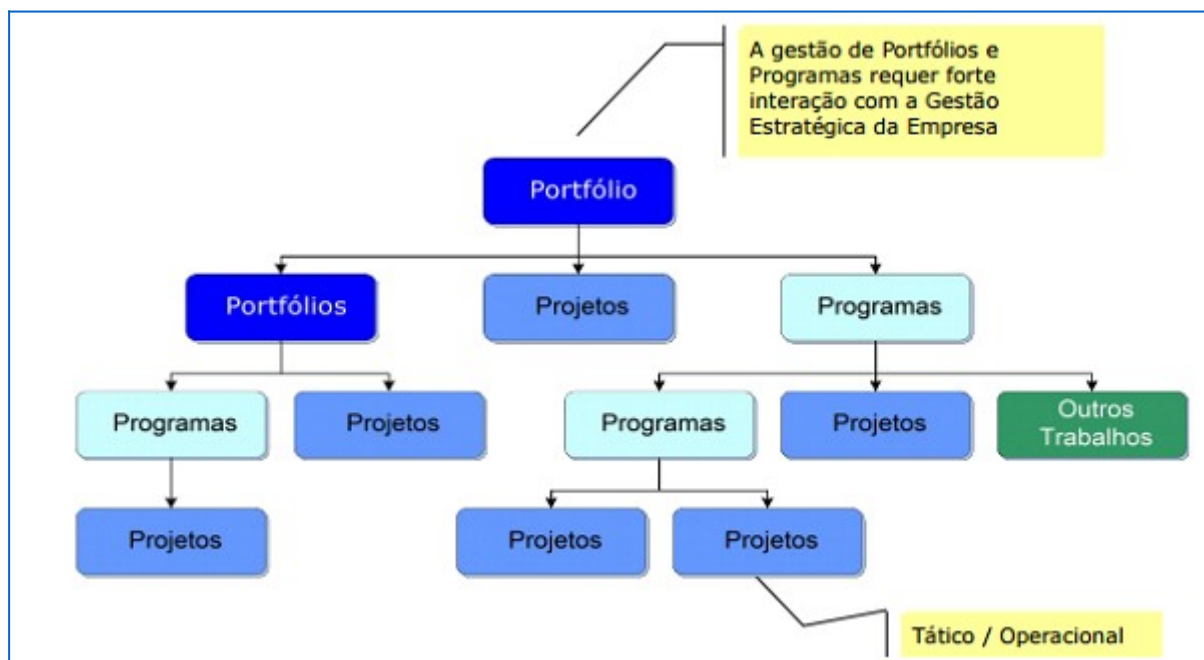 A gestão de Portfólios e
Programas requer forte
interação com a Gestão
Estratégica da Empresa
Portfólio
Portfólios
Projetos
Programas
Programas
Projetos
Programas
Projetos
Outros
Trabalhos
Projetos
Projetos
Projetos
Tático / Operacional